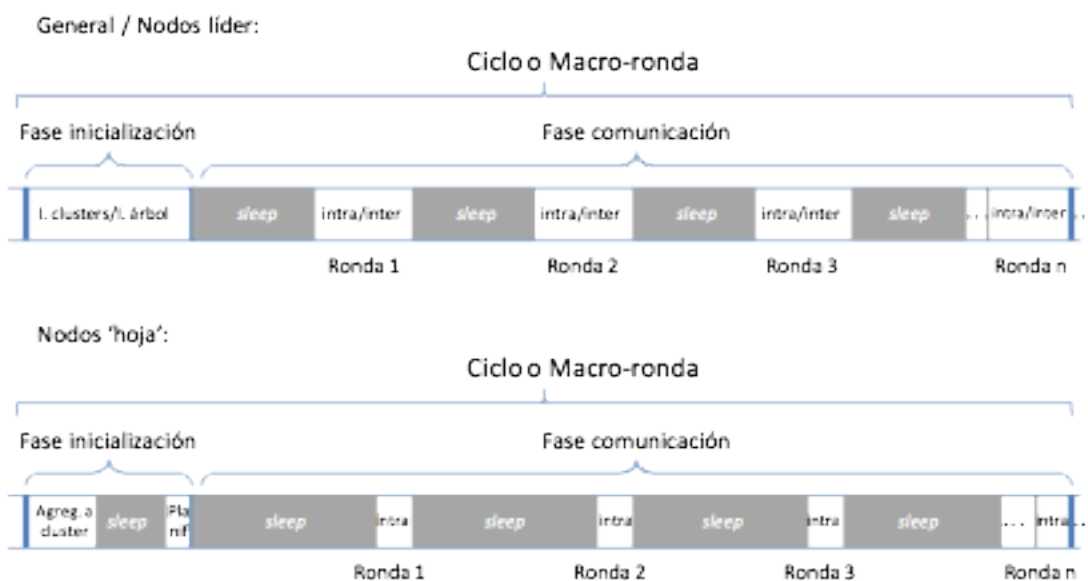 General / Nodos líder:
Ciclo o Macro-ronda
Fase inicialización Fase comunicación
I. clusters/I. árbol sleep intra/inter sleep intra/inter sleep intra/inter sleep ... intra/inter ...
Ronda 1 Ronda 2 Ronda 3 Ronda n
Nodos ‘hoja’:
Ciclo o Macro-ronda
Fase inicialización Fase comunicación
Agreg. a sleep Pla sleep intra sleep intra sleep intra sleep ... intra ...
cluster nif
Ronda 1 Ronda 2 Ronda 3 Ronda n